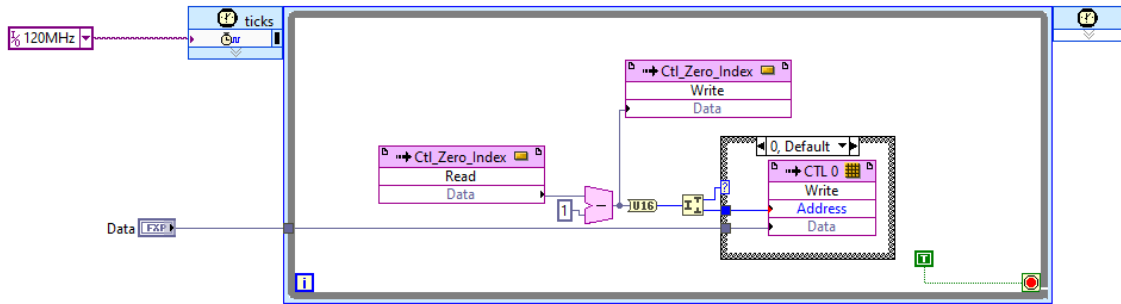 ticks
120MHz
Ctl_Zero_Index
Write
Data
0, Default
Ctl_Zero_Index
Read
Data
CTL 0
Write
Address
Data
1
U16
?
Data
FXP
T
i